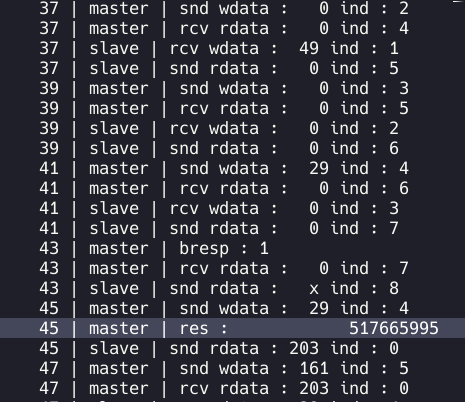 37 | master | snd wdata :   0 ind : 2
37 | master | rcv rdata :   0 ind : 4
37 | slave | rcv wdata :  49 ind : 1
37 | slave | snd rdata :   0 ind : 5
39 | master | snd wdata :   0 ind : 3
39 | master | rcv rdata :   0 ind : 5
39 | slave | rcv wdata :   0 ind : 2
39 | slave | snd rdata :   0 ind : 6
41 | master | snd wdata :  29 ind : 4
41 | master | rcv rdata :   0 ind : 6
41 | slave | rcv wdata :   0 ind : 3
41 | slave | snd rdata :   0 ind : 7
43 | master | bresp : 1
43 | master | rcv rdata :   0 ind : 7
43 | slave | snd rdata :   x ind : 8
45 | master | snd wdata :  29 ind : 4
45 | master | res :            517665995
45 | slave | snd rdata : 203 ind : 0
47 | master | snd wdata : 161 ind : 5
47 | master | rcv rdata : 203 ind : 0